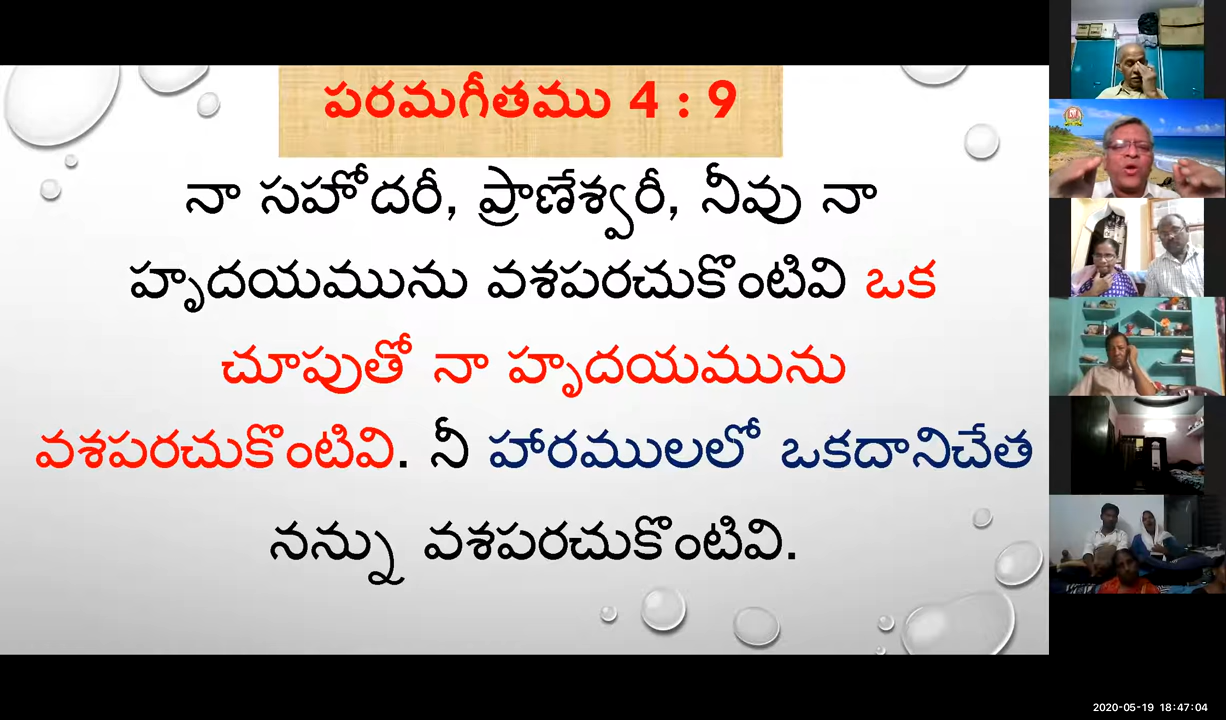 పరమగీతము 4 : 9
నా సహోదరీ, ప్రాణేశ్వరీ, నీవు నా
హృదయమును వశపరచుకొంటివి ఒక
చూపుతో నా హృదయమును
వశపరచుకొంటివి. నీ హారములలో ఒకదానిచేత
నన్ను వశపరచుకొంటివి.
2020-05-19 18:47:04